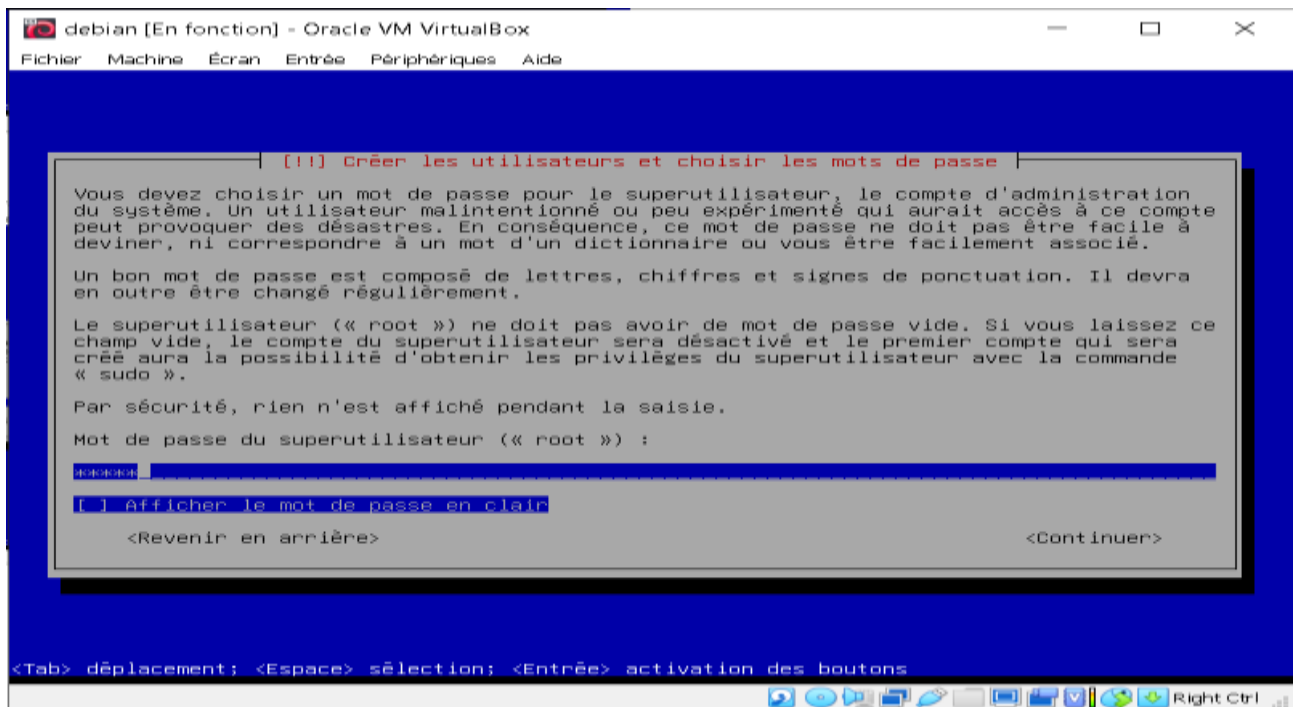 debian [En fonction] - Oracle VM VirtualBox
Fichier Machine Écran Entrée Périphériques Aide
[!!] Créer les utilisateurs et choisir les mots de passe
Vous devez choisir un mot de passe pour le superutilisateur, le compte d'administration
du système. Un utilisateur malintentionné ou peu expérimenté qui aurait accès à ce compte
peut provoquer des désastres. En conséquence, ce mot de passe ne doit pas être facile à
deviner, ni correspondre à un mot d'un dictionnaire ou vous être facilement associé.
Un bon mot de passe est composé de lettres, chiffres et signes de ponctuation. Il devra
en outre être changé régulièrement.
Le superutilisateur (« root ») ne doit pas avoir de mot de passe vide. Si vous laissez ce
champ vide, le compte du superutilisateur sera désactivé et le premier compte qui sera
créé aura la possibilité d'obtenir les privilèges du superutilisateur avec la commande
« sudo ».
Par sécurité, rien n'est affiché pendant la saisie.
Mot de passe du superutilisateur (« root ») :
******
[ ] Afficher le mot de passe en clair
<Revenir en arrière> <Continuer>
<Tab> déplacement; <Espace> sélection; <Entrée> activation des boutons
Right Ctrl